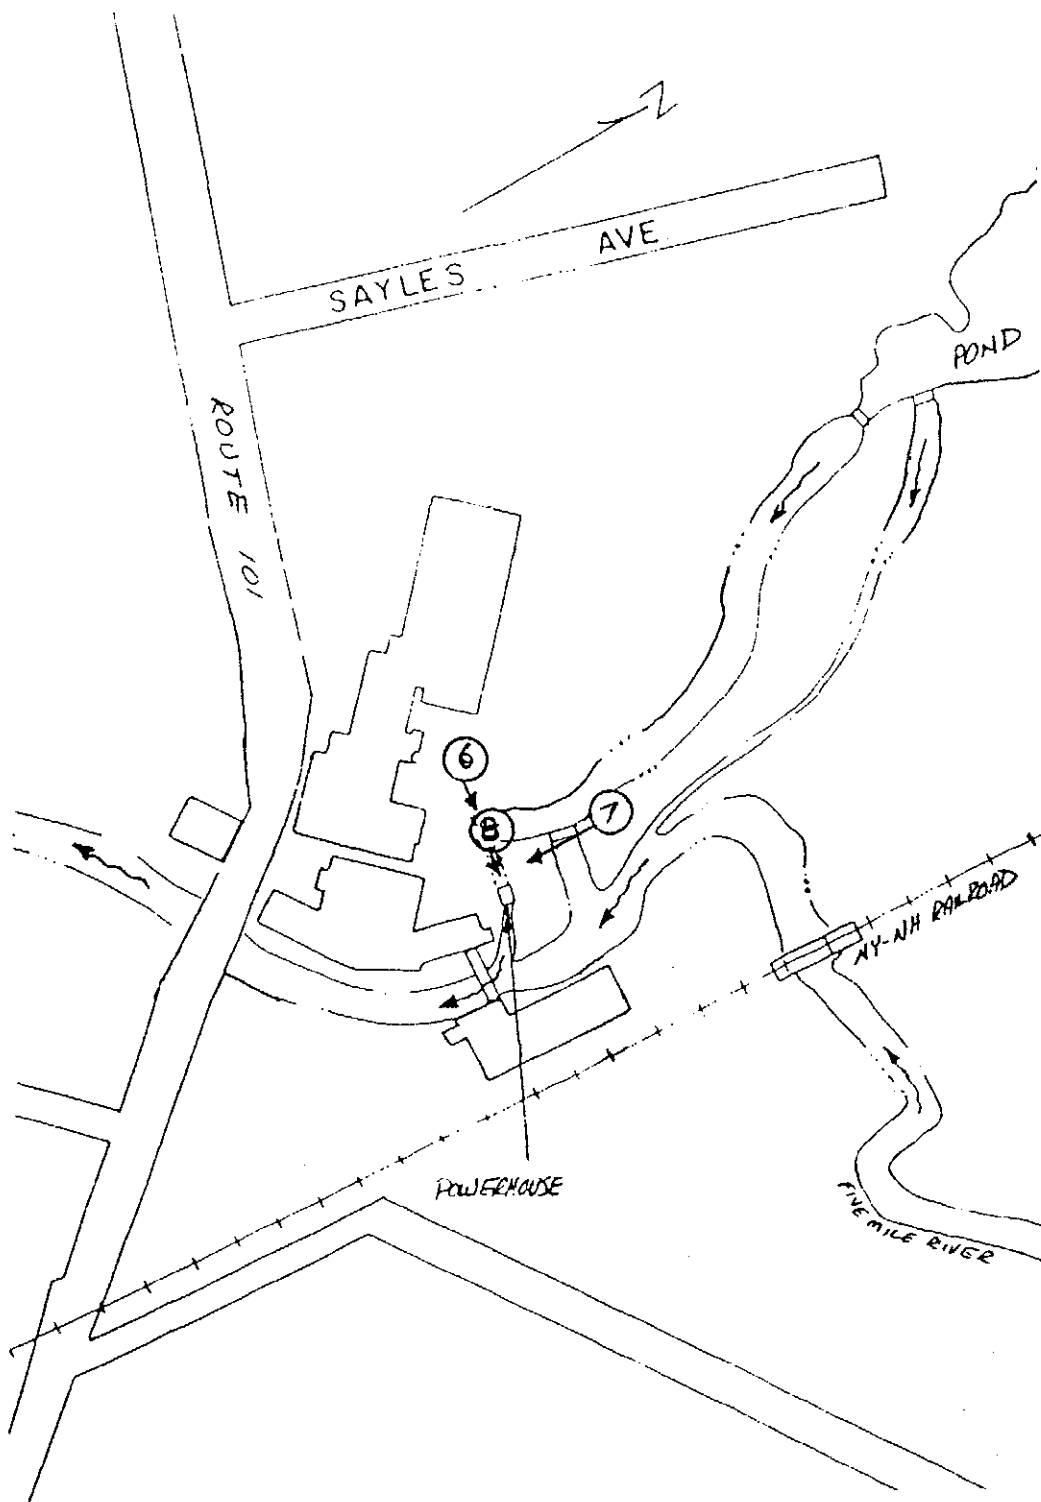 N
SAYLES AVE
POND
ROUTE 101
6
7
8
NY-NH RAILROAD
POWERHOUSE
FIVE MILE RIVER